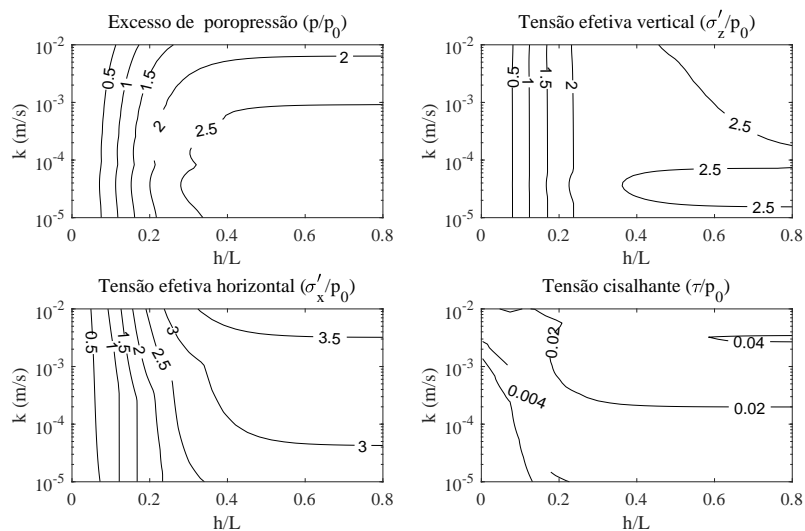 Excesso de poropressão (p/p0)
10-2
10-3
10-4
10-5
k (m/s)
0.5
1
1.5
2
2
2.5
0 0.2 0.4 0.6 0.8
h/L
Tensão efetiva vertical (σ′z/p0)
10-2
10-3
10-4
10-5
k (m/s)
0.5
1
1.5
2
2.5
2.5
2.5
0 0.2 0.4 0.6 0.8
h/L
Tensão efetiva horizontal (σ′x/p0)
10-2
10-3
10-4
10-5
k (m/s)
0.5
1
1.5
2
2.5
3
3.5
3
0 0.2 0.4 0.6 0.8
h/L
Tensão cisalhante (τ/p0)
10-2
10-3
10-4
10-5
k (m/s)
0.02
0.04
0.004
0.02
0 0.2 0.4 0.6 0.8
h/L